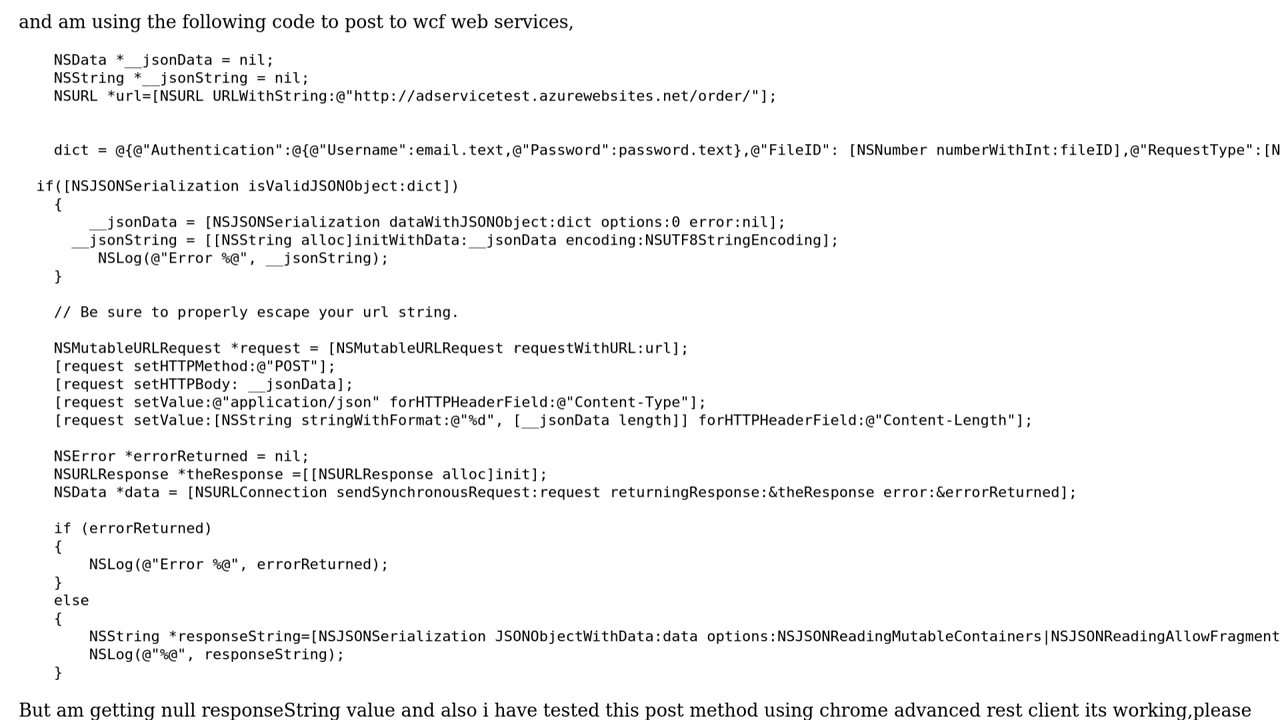 and am using the following code to post to wcf web services,
NSData *__jsonData = nil;
NSString *__jsonString = nil;
NSURL *url=[NSURL URLWithString:@"http://adservicetest.azurewebsites.net/order/"];
dict = @{@"Authentication":@{@"Username":email.text,@"Password":password.text},@"FileID": [NSNumber numberWithInt:fileID],@"RequestType":[N
if([NSJSONSerialization isValidJSONObject:dict])
{
__jsonData = [NSJSONSerialization dataWithJSONObject:dict options:0 error:nil];
__jsonString = [[NSString alloc]initWithData:__jsonData encoding:NSUTF8StringEncoding];
NSLog(@"Error %@", __jsonString);
}
// Be sure to properly escape your url string.
NSMutableURLRequest *request = [NSMutableURLRequest requestWithURL:url];
[request setHTTPMethod:@"POST"];
[request setHTTPBody: __jsonData];
[request setValue:@"application/json" forHTTPHeaderField:@"Content-Type"];
[request setValue:[NSString stringWithFormat:@"%d", [__jsonData length]] forHTTPHeaderField:@"Content-Length"];
NSError *errorReturned = nil;
NSURLResponse *theResponse =[[NSURLResponse alloc]init];
NSData *data = [NSURLConnection sendSynchronousRequest:request returningResponse:&theResponse error:&errorReturned];
if (errorReturned)
{
NSLog(@"Error %@", errorReturned);
}
else
{
NSString *responseString=[NSJSONSerialization JSONObjectWithData:data options:NSJSONReadingMutableContainers|NSJSONReadingAllowFragment
NSLog(@"%@", responseString);
}
But am getting null responseString value and also i have tested this post method using chrome advanced rest client its working,please